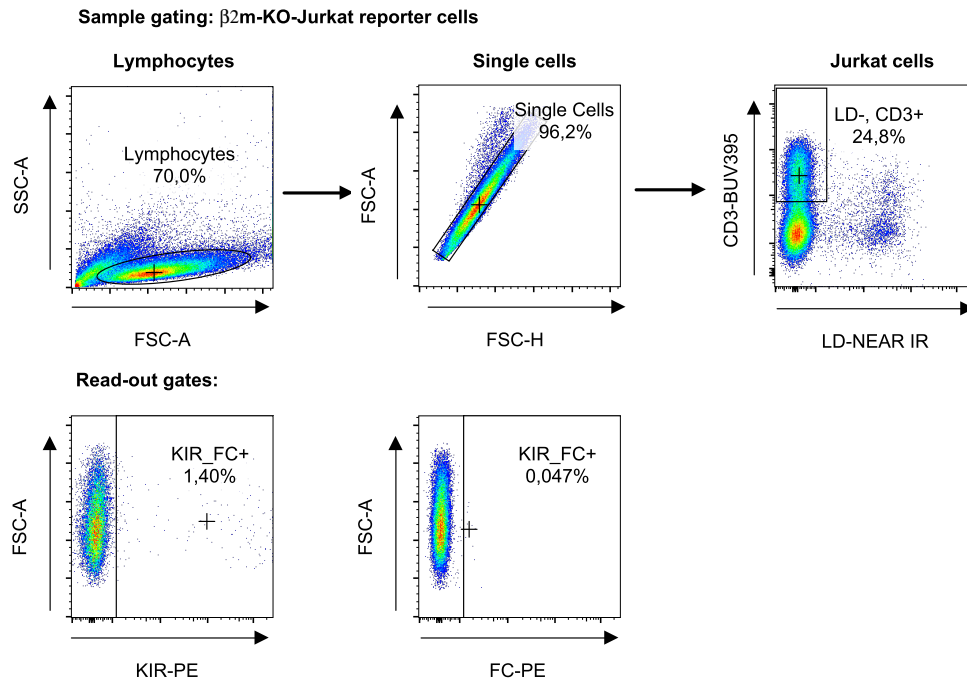 Sample gating: β2m-KO-Jurkat reporter cells
Lymphocytes
Single cells
Jurkat cells
SSC-A
Lymphocytes
70,0%
FSC-A
FSC-A
Single Cells
96,2%
FSC-H
CD3-BUV395
LD-, CD3+
24,8%
LD-NEAR IR
Read-out gates:
FSC-A
KIR_FC+
1,40%
KIR-PE
FSC-A
KIR_FC+
0,047%
FC-PE